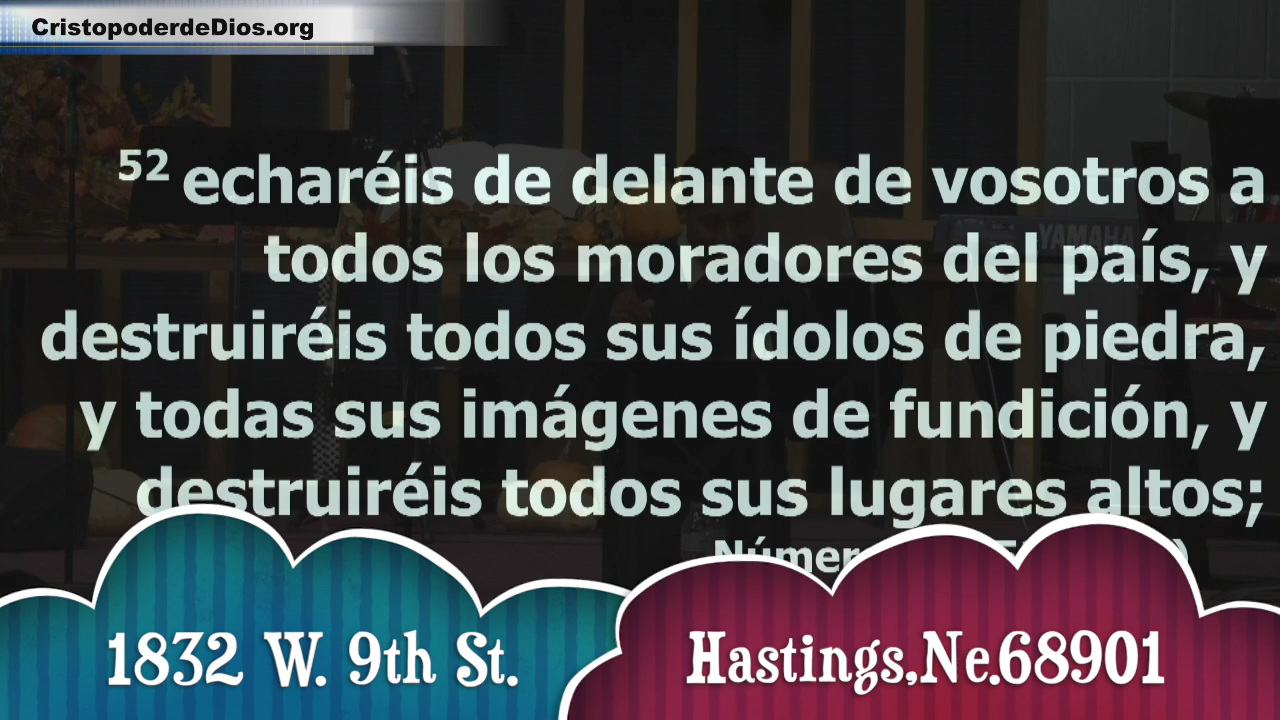 CristopoderdeDios.org
52 echaréis de delante de vosotros a
todos los moradores del país, y
destruiréis todos sus ídolos de piedra,
y todas sus imágenes de fundición, y
destruiréis todos sus lugares altos;
YAMAHA
1832 W. 9th St.
Hastings,Ne.68901